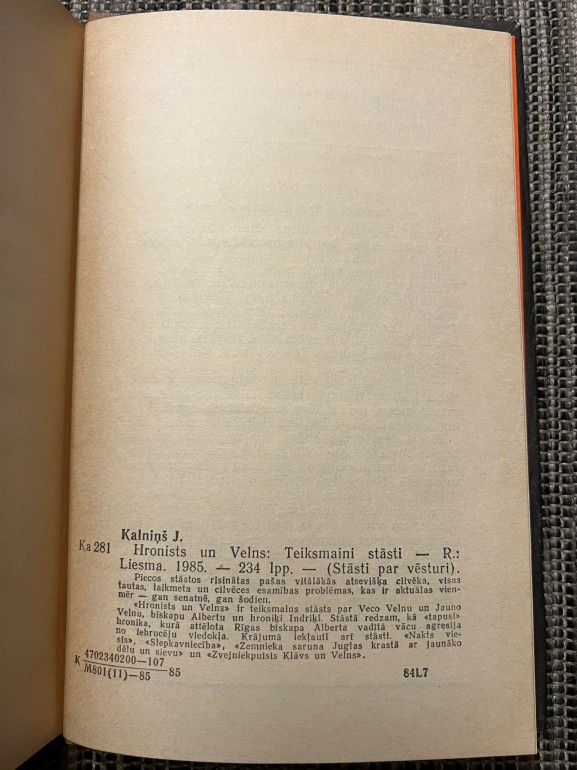 Kalniņš J.
Ka 281
Hronists un Velns: Teiksmaini stāsti — R.:
Liesma. 1985. — 234 lpp. — (Stāsti par vēsturi).
Piecos stāstos risinātas pašas vitālākās atsevišķa cilvēka, visas
tautas, laikmeta un cilvēces esamības problēmas, kas ir aktuālas vien-
mēr — gan senatnē, gan šodien.
«Hronists un Velns» ir teiksmains stāsts par Veco Velnu un Jauno
Velnu, bīskapu Albertu un hroniķi Indriķi. Stāstā redzam, kā «tapusi»
hronika, kurā attēlota Rīgas bīskapa Alberta vadītā vācu agresija
no iebrucēju viedokļa. Krājumā iekļauti arī stāsti. «Nakts vie-
sis», «Slepkavniecība», «Zemnieka saruna Juglas krastā ar jaunāko
dēlu un sievu» un «Zvejniekpuisis Klāvs un Velns».
K 4702340200—107
M801(11)—85 85
84L7